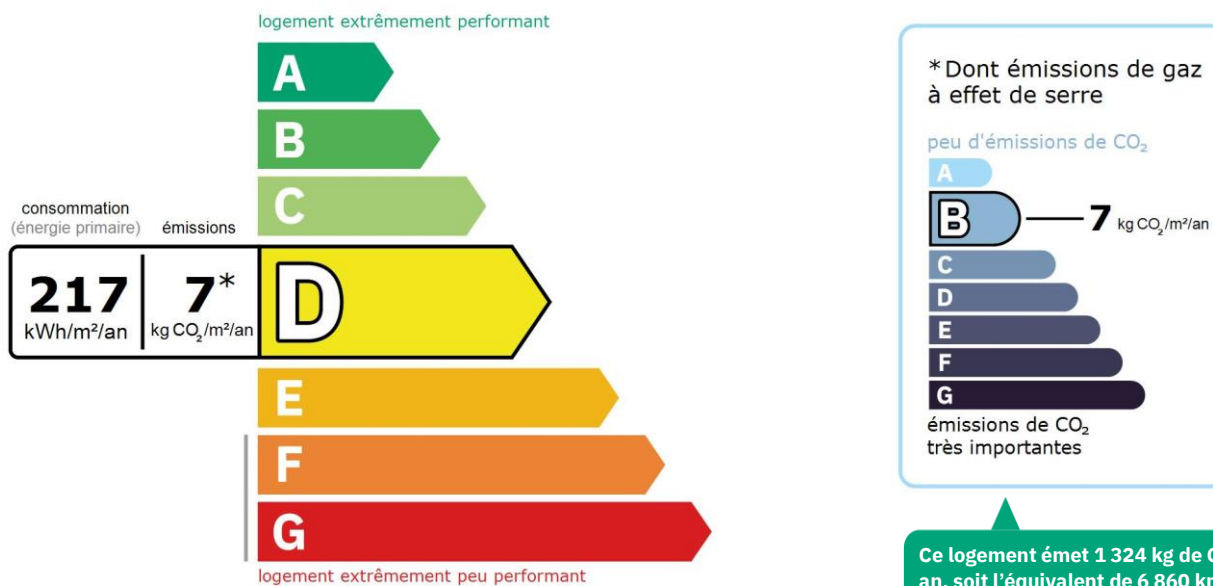 logement extrêmement performant
A
B
C
consommation
(énergie primaire)
émissions
217
kWh/m²/an
7*
kg CO₂/m²/an
D
E
F
G
logement extrêmement peu performant
*Dont émissions de gaz
à effet de serre
peu d'émissions de CO₂
A
B
7 kg CO₂/m²/an
C
D
E
F
G
émissions de CO₂
très importantes
Ce logement émet 1 324 kg de
an, soit l'équivalent de 6 860